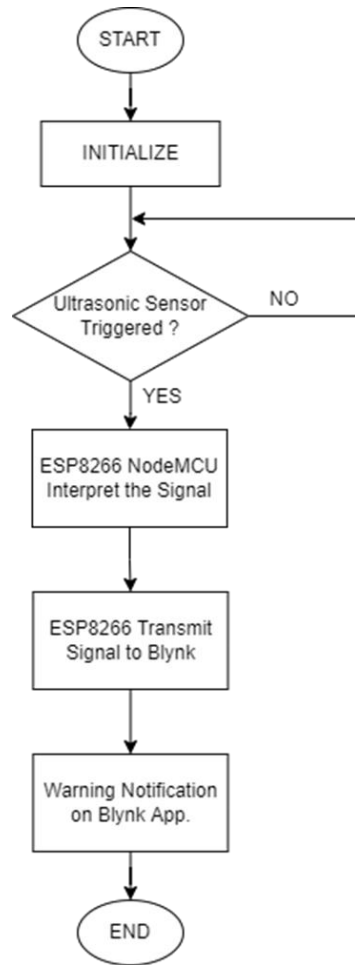 START
INITIALIZE
Ultrasonic Sensor
Triggered ?
NO
YES
ESP8266 NodeMCU
Interpret the Signal
ESP8266 Transmit
Signal to Blynk
Warning Notification
on Blynk App.
END